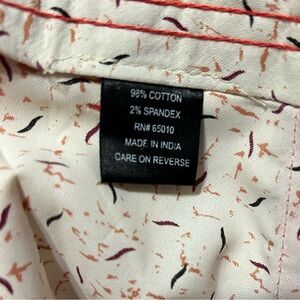 98% COTTON
2% SPANDEX
RN# 65010
MADE IN INDIA
CARE ON REVERSE